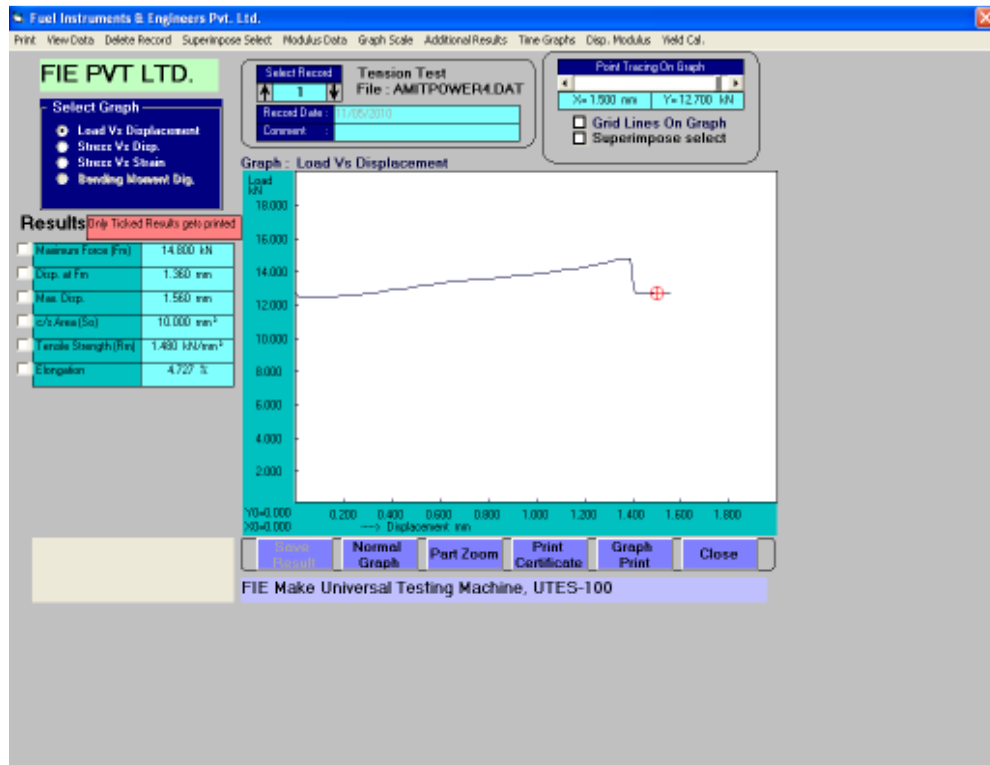 Fuel Instruments & Engineers Pvt. Ltd.
Print View Data Delete Record Superimpose Select Modulus Data Graph Scale Additional Results Time Graphs Disp. Modulus Yield Cal.
FIE PVT LTD.
Select Graph
Load Vs Displacement
Stress Vs Disp.
Stress Vs Strain
Bending Moment Dig.
Select Record
1
Tension Test
File : AMITPOWER4.DAT
Record Date : 11/05/2010
Comment :
Point Tracing On Graph
X= 1.500 mm Y= 12.700 kN
Grid Lines On Graph
Superimpose select
Results Only Ticked Results gets printed
Maximum Force (Fm) 14.800 kN
Disp. at Fm 1.360 mm
Max. Disp. 1.560 mm
c/s Area (So) 10.000 mm²
Tensile Strength (Rm) 1.480 kN/mm²
Elongation 4.727 %
Graph : Load Vs Displacement
Load
kN
18.000
16.000
14.000
12.000
10.000
8.000
6.000
4.000
2.000
Y0=0.000
X0=0.000
0.200 0.400 0.600 0.800 1.000 1.200 1.400 1.600 1.800
---> Displacement mm
Save Result
Normal Graph
Part Zoom
Print Certificate
Graph Print
Close
FIE Make Universal Testing Machine, UTES-100